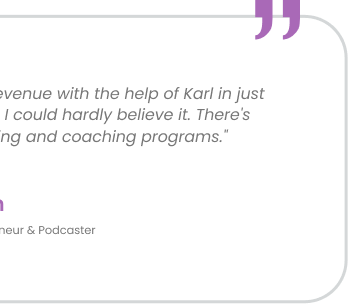 evenue with the help of Karl in just
I could hardly believe it. There's
ing and coaching programs."
n
neur & Podcaster